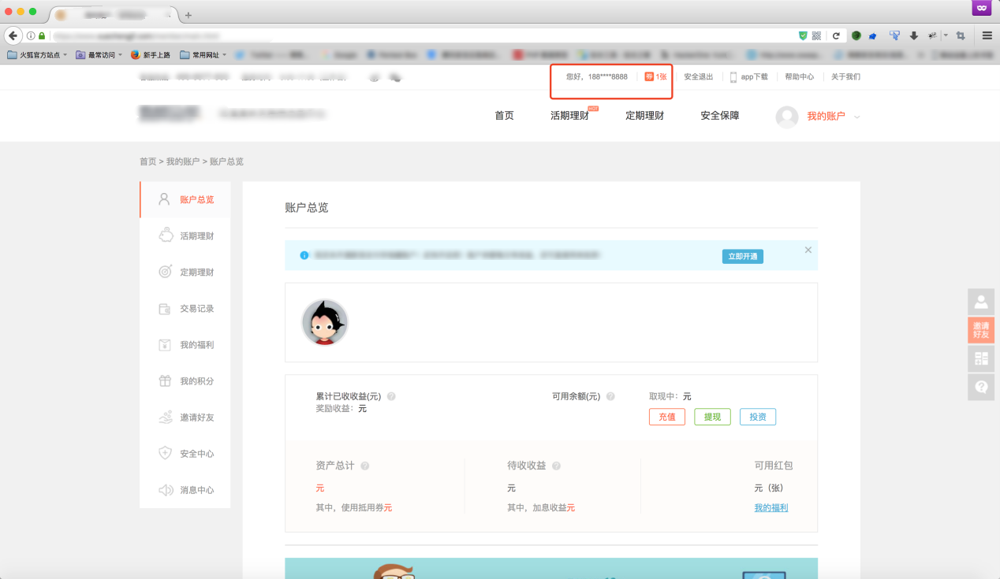 火狐官方站点 最常访问 新手上路 常用网址
您好，188****8888 券 1张 安全退出 app下载 帮助中心 关于我们
首页 活期理财 HOT 定期理财 安全保障 我的账户
首页 > 我的账户 > 账户总览
账户总览
活期理财
定期理财
交易记录
我的福利
我的积分
邀请好友
安全中心
消息中心
账户总览
立即开通
累计已收收益(元) ? 可用余额(元) ? 取现中：元
奖励收益：元
充值 提现 投资
资产总计 ? 待收收益 ? 可用红包
元 元 元（张）
其中，使用抵用券元 其中，加息收益元 我的福利
邀请
好友